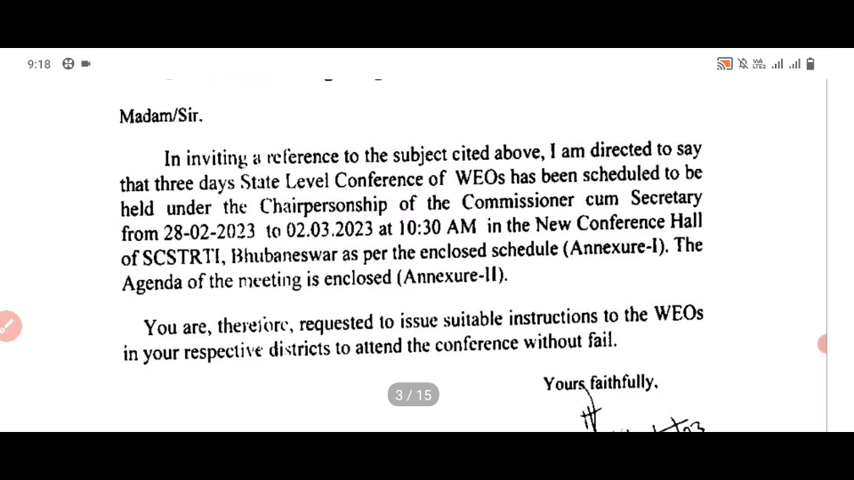 9:18
Madam/Sir.
In inviting a reference to the subject cited above, I am directed to say
that three days State Level Conference of WEOs has been scheduled to be
held under the Chairpersonship of the Commissioner cum Secretary
from 28-02-2023 to 02.03.2023 at 10:30 AM in the New Conference Hall
of SCSTRTI, Bhubaneswar as per the enclosed schedule (Annexure-I). The
Agenda of the meeting is enclosed (Annexure-II).
You are, therefore, requested to issue suitable instructions to the WEOs
in your respective districts to attend the conference without fail.
3 / 15
Yours faithfully,